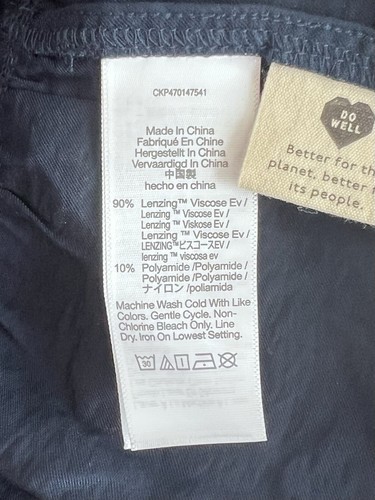 CKP470147541
Made In China
Fabriqué En Chine
Hergestellt In China
Vervaardigd In China
中国製
hecho en china
90% Lenzing™ Viscose Ev /
Lenzing ™ Viscose Ev /
Lenzing ™ Viskose Ev /
Lenzing ™ Viscose Ev /
LENZING™ビスコースEV /
lenzing ™ viscosa ev
10% Polyamide /Polyamide /
Polyamide /Polyamide /
ナイロン /poliamida
Machine Wash Cold With Like
Colors. Gentle Cycle. Non-
Chlorine Bleach Only. Line
Dry. Iron On Lowest Setting.
30
DO
WELL
Better for the
planet, better
its people.